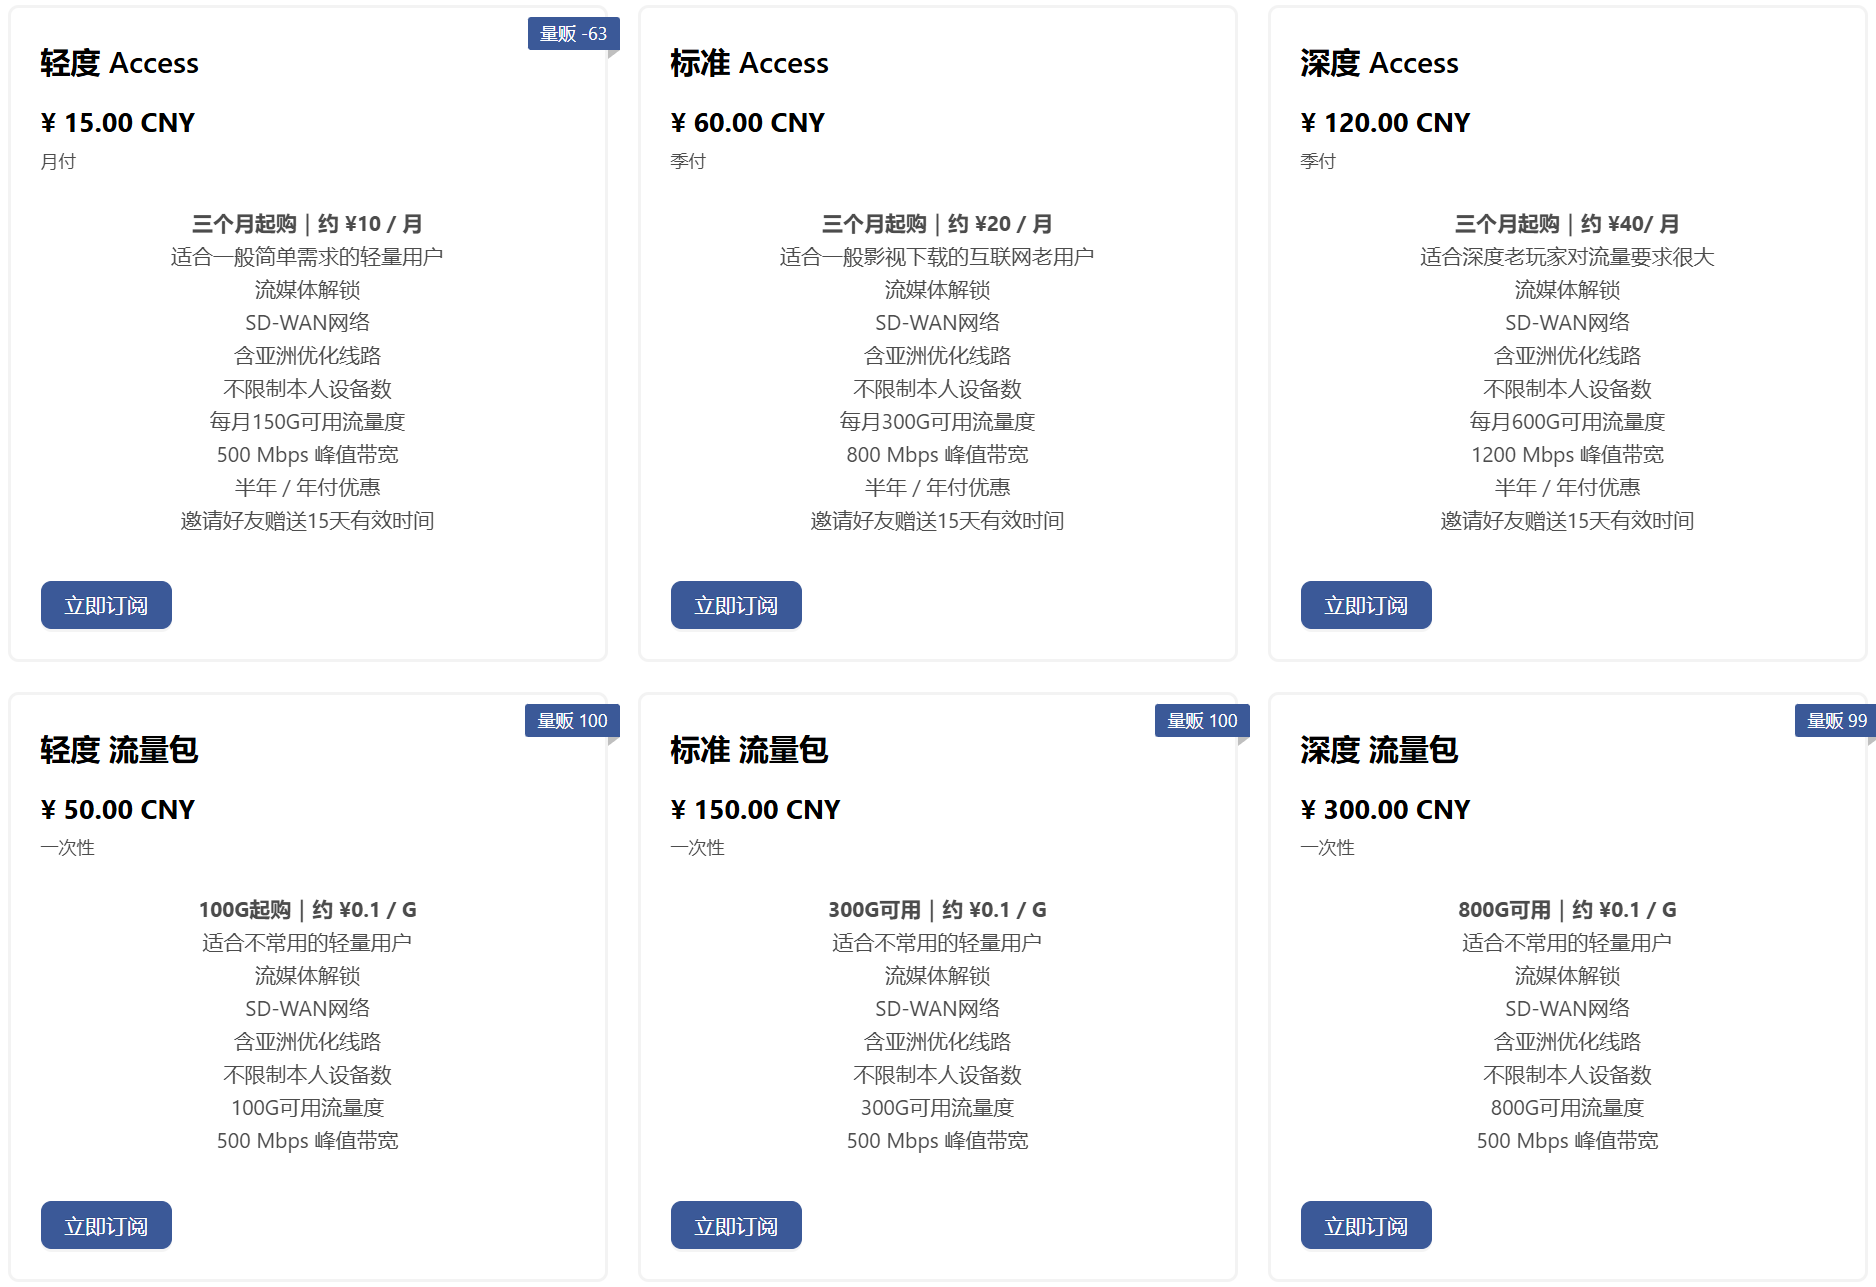 量贩 -63
轻度 Access
¥ 15.00 CNY
月付
三个月起购｜约 ¥10 / 月
适合一般简单需求的轻量用户
流媒体解锁
SD-WAN网络
含亚洲优化线路
不限制本人设备数
每月150G可用流量度
500 Mbps 峰值带宽
半年 / 年付优惠
邀请好友赠送15天有效时间
立即订阅
标准 Access
¥ 60.00 CNY
季付
三个月起购｜约 ¥20 / 月
适合一般影视下载的互联网老用户
流媒体解锁
SD-WAN网络
含亚洲优化线路
不限制本人设备数
每月300G可用流量度
800 Mbps 峰值带宽
半年 / 年付优惠
邀请好友赠送15天有效时间
立即订阅
深度 Access
¥ 120.00 CNY
季付
三个月起购｜约 ¥40/ 月
适合深度老玩家对流量要求很大
流媒体解锁
SD-WAN网络
含亚洲优化线路
不限制本人设备数
每月600G可用流量度
1200 Mbps 峰值带宽
半年 / 年付优惠
邀请好友赠送15天有效时间
立即订阅
量贩 100
轻度 流量包
¥ 50.00 CNY
一次性
100G起购｜约 ¥0.1 / G
适合不常用的轻量用户
流媒体解锁
SD-WAN网络
含亚洲优化线路
不限制本人设备数
100G可用流量度
500 Mbps 峰值带宽
立即订阅
量贩 100
标准 流量包
¥ 150.00 CNY
一次性
300G可用｜约 ¥0.1 / G
适合不常用的轻量用户
流媒体解锁
SD-WAN网络
含亚洲优化线路
不限制本人设备数
300G可用流量度
500 Mbps 峰值带宽
立即订阅
量贩 99
深度 流量包
¥ 300.00 CNY
一次性
800G可用｜约 ¥0.1 / G
适合不常用的轻量用户
流媒体解锁
SD-WAN网络
含亚洲优化线路
不限制本人设备数
800G可用流量度
500 Mbps 峰值带宽
立即订阅